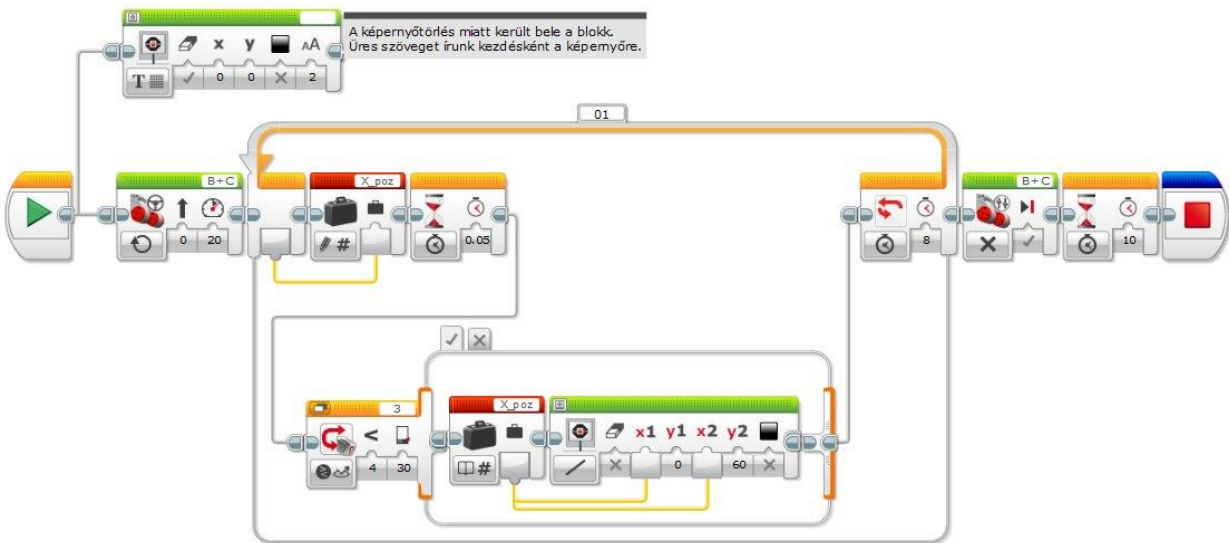 A képernyőtörlés miatt került bele a blokk.
Üres szöveget írunk kezdésként a képernyőre.
x y AA
T 0 0 2
01
B+C
0 20
X_poz
#
0.05
8
B+C
10
3
<
4 30
X_poz
#
x1 y1 x2 y2
0 60